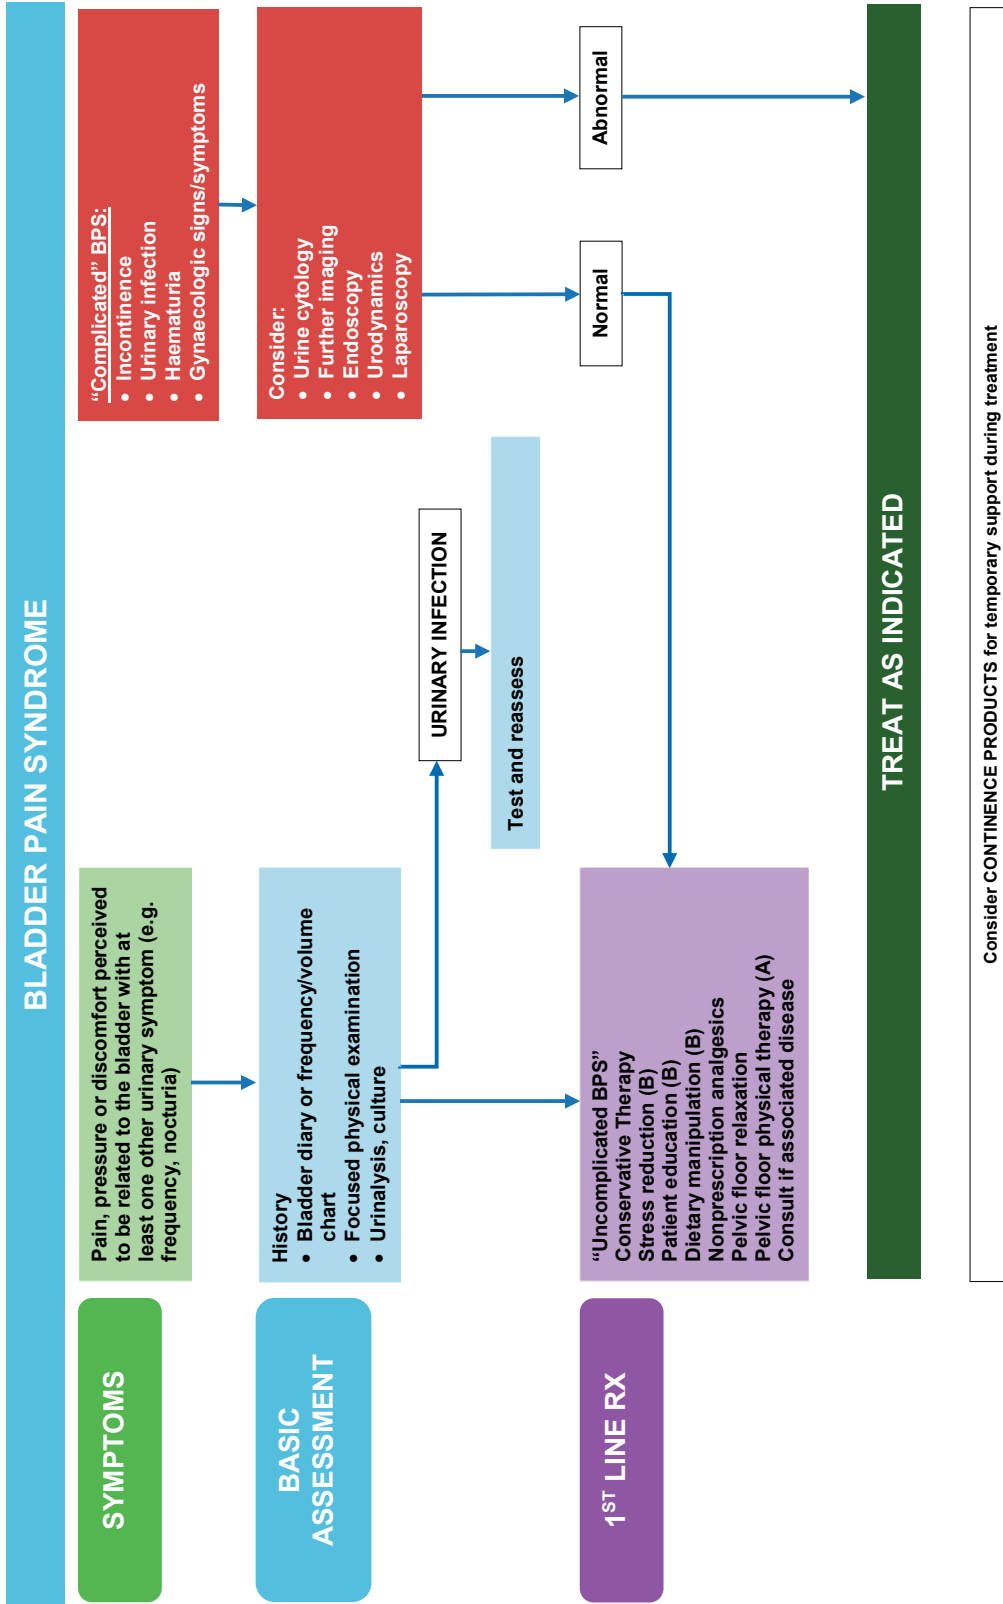 BLADDER PAIN SYNDROME
SYMPTOMS
Pain, pressure or discomfort perceived
to be related to the bladder with at
least one other urinary symptom (e.g.
frequency, nocturia)
“Complicated” BPS:
• Incontinence
• Urinary infection
• Haematuria
• Gynaecologic signs/symptoms
BASIC
ASSESSMENT
History
• Bladder diary or frequency/volume
chart
• Focused physical examination
• Urinalysis, culture
Consider:
• Urine cytology
• Further imaging
• Endoscopy
• Urodynamics
• Laparoscopy
URINARY INFECTION
Test and reassess
1ST LINE RX
“Uncomplicated BPS”
Conservative Therapy
Stress reduction (B)
Patient education (B)
Dietary manipulation (B)
Nonprescription analgesics
Pelvic floor relaxation
Pelvic floor physical therapy (A)
Consult if associated disease
Normal
Abnormal
TREAT AS INDICATED
Consider CONTINENCE PRODUCTS for temporary support during treatment